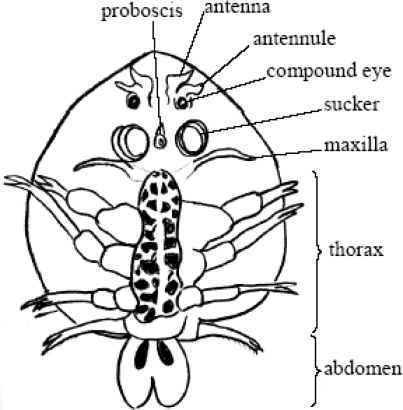 proboscis
antenna
antennule
compound eye
sucker
maxilla
thorax
abdomen